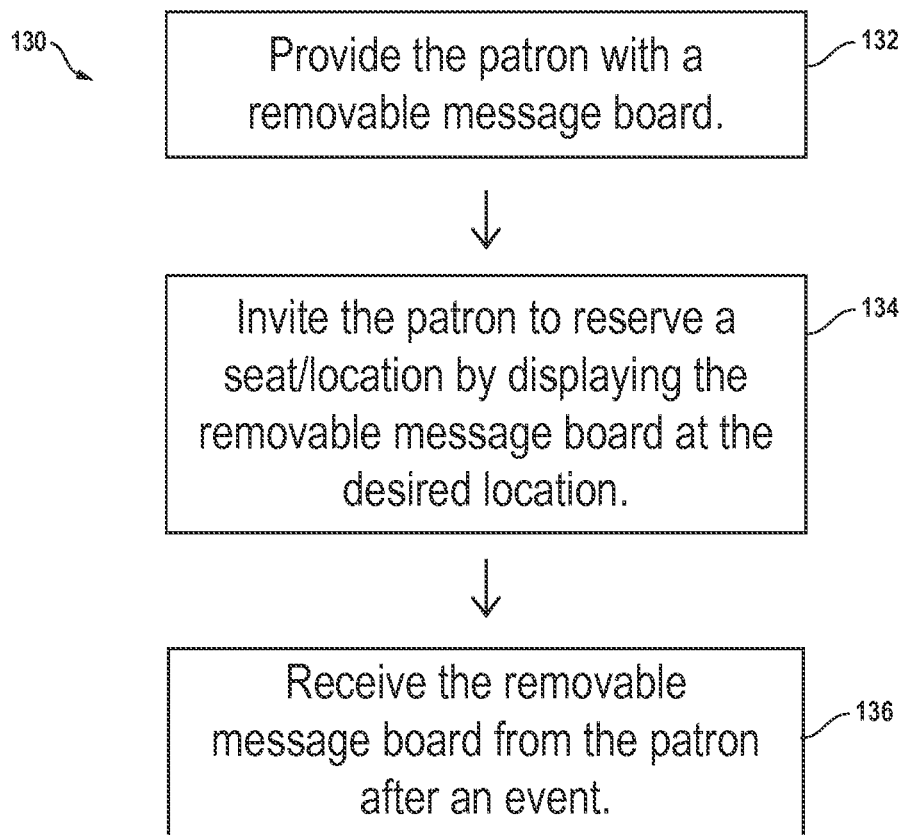 130
Provide the patron with a
removable message board.
132
Invite the patron to reserve a
seat/location by displaying the
removable message board at the
desired location.
134
Receive the removable
message board from the patron
after an event.
136